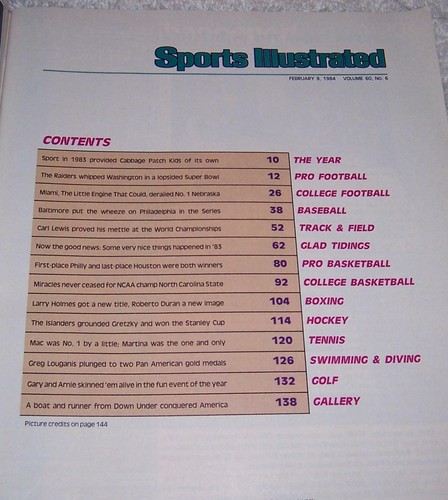 Sports Illustrated
FEBRUARY 8, 1984 VOLUME 60, NO. 6
CONTENTS
Sport in 1983 provided Cabbage Patch Kids of its own 10 THE YEAR
The Raiders whipped Washington in a lopsided Super Bowl 12 PRO FOOTBALL
Miami, The Little Engine That Could, derailed No. 1 Nebraska 26 COLLEGE FOOTBALL
Baltimore put the wheeze on Philadelphia in the Series 38 BASEBALL
Carl Lewis proved his mettle at the World Championships 52 TRACK & FIELD
Now the good news: Some very nice things happened in '83 62 GLAD TIDINGS
First-place Philly and last-place Houston were both winners 80 PRO BASKETBALL
Miracles never ceased for NCAA champ North Carolina State 92 COLLEGE BASKETBALL
Larry Holmes got a new title, Roberto Duran a new image 104 BOXING
The Islanders grounded Gretzky and won the Stanley Cup 114 HOCKEY
Mac was No. 1 by a little; Martina was the one and only 120 TENNIS
Greg Louganis plunged to two Pan American gold medals 126 SWIMMING & DIVING
Gary and Arnie skinned 'em alive in the fun event of the year 132 GOLF
A boat and runner from Down Under conquered America 138 GALLERY
Picture credits on page 144